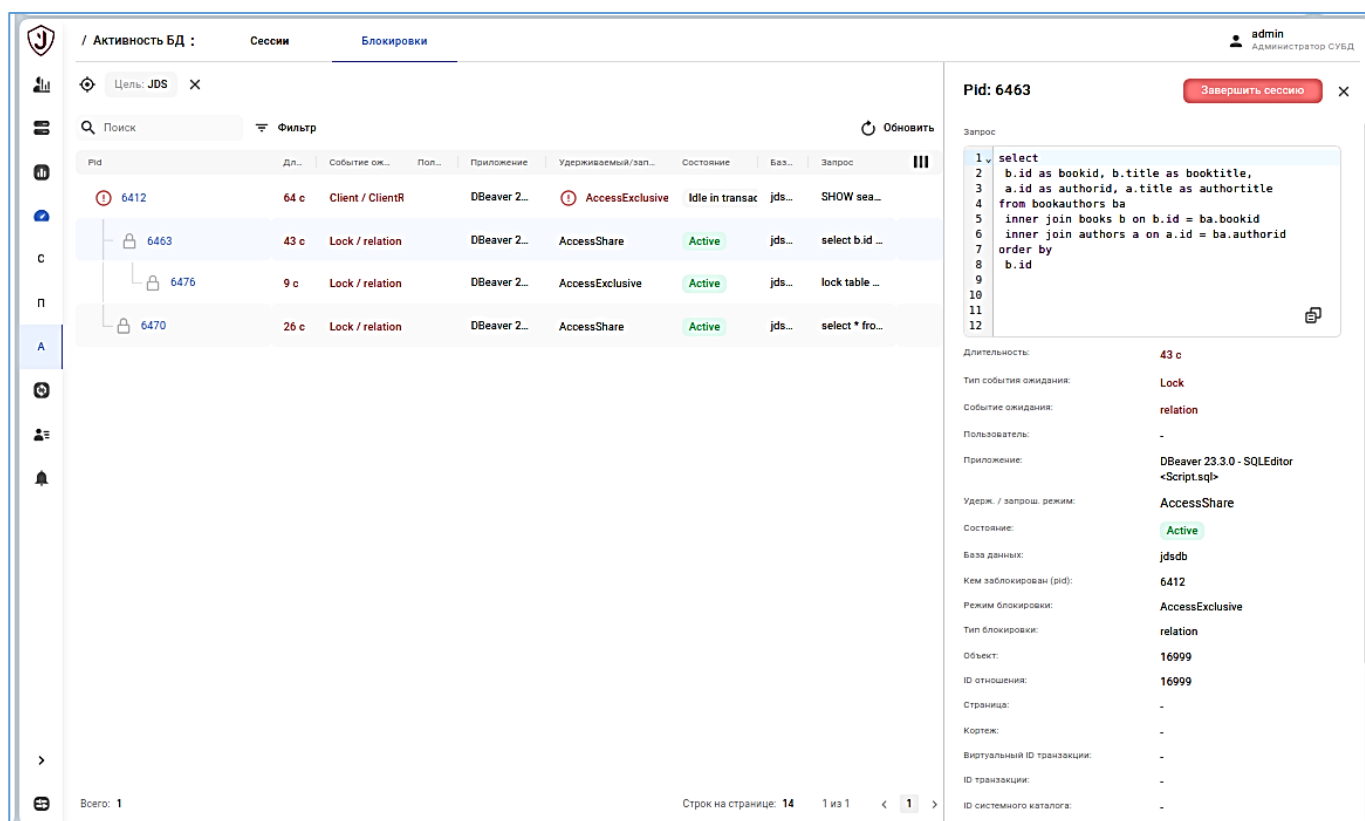 / Активность БД :
Сессии
Блокировки
admin
Администратор СУБД
Цель: JDS
Поиск
Фильтр
Обновить
Pid
Дл...
Событие ож...
Пол...
Приложение
Удерживаемый/зап...
Состояние
Баз...
Запрос
6412
64 с
Client / ClientR
DBeaver 2...
AccessExclusive
Idle in transac
jds...
SHOW sea...
6463
43 с
Lock / relation
DBeaver 2...
AccessShare
Active
jds...
select b.id ...
6476
9 с
Lock / relation
DBeaver 2...
AccessExclusive
Active
jds...
lock table ...
6470
26 с
Lock / relation
DBeaver 2...
AccessShare
Active
jds...
select * fro...
С
П
А
Всего: 1
Строк на странице: 14
1 из 1
1
Pid: 6463
Завершить сессию
Запрос
1 select
2 b.id as bookid, b.title as booktitle,
3 a.id as authorid, a.title as authortitle
4 from bookauthors ba
5 inner join books b on b.id = ba.bookid
6 inner join authors a on a.id = ba.authorid
7 order by
8 b.id
9
10
11
12
Длительность:
43 с
Тип события ожидания:
Lock
Событие ожидания:
relation
Пользователь:
-
Приложение:
DBeaver 23.3.0 - SQLEditor
<Script.sql>
Удерж. / запрош. режим:
AccessShare
Состояние:
Active
База данных:
jdsdb
Кем заблокирован (pid):
6412
Режим блокировки:
AccessExclusive
Тип блокировки:
relation
Объект:
16999
ID отношения:
16999
Страница:
-
Кортеж:
-
Виртуальный ID транзакции:
-
ID транзакции:
-
ID системного каталога:
-